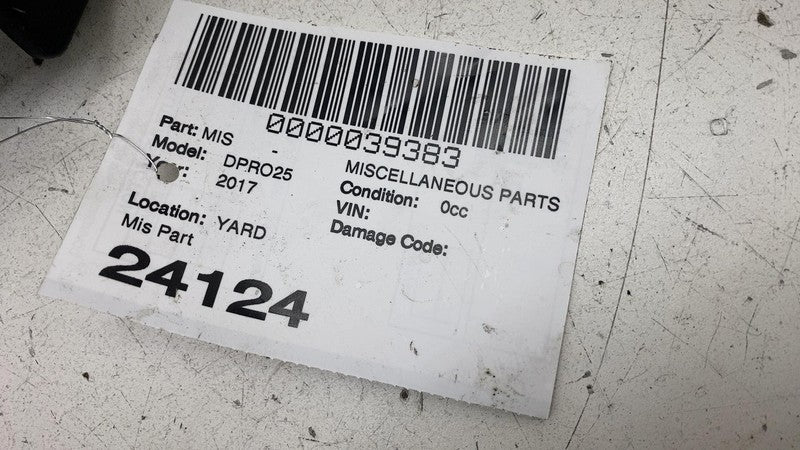 0000039383
Part: MIS -
MISCELLANEOUS PARTS
Model: DPRO25
Condition: 0cc
2017
VIN:
Location: YARD
Damage Code:
Mis Part
24124